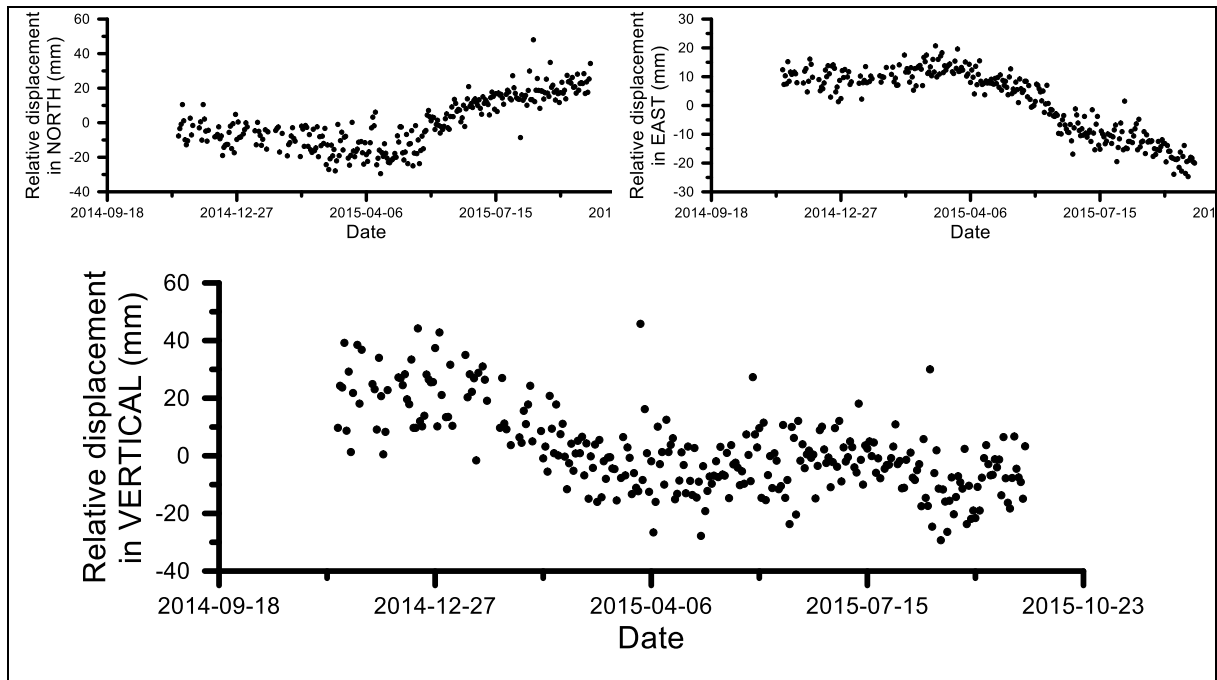 60
40
20
0
-20
-40
Relative displacement
in NORTH (mm)
2014-09-18 2014-12-27 2015-04-06 2015-07-15 201
Date
30
20
10
0
-10
-20
-30
Relative displacement
in EAST (mm)
2014-09-18 2014-12-27 2015-04-06 2015-07-15 201
Date
60
40
20
0
-20
-40
Relative displacement
in VERTICAL (mm)
2014-09-18 2014-12-27 2015-04-06 2015-07-15 2015-10-23
Date